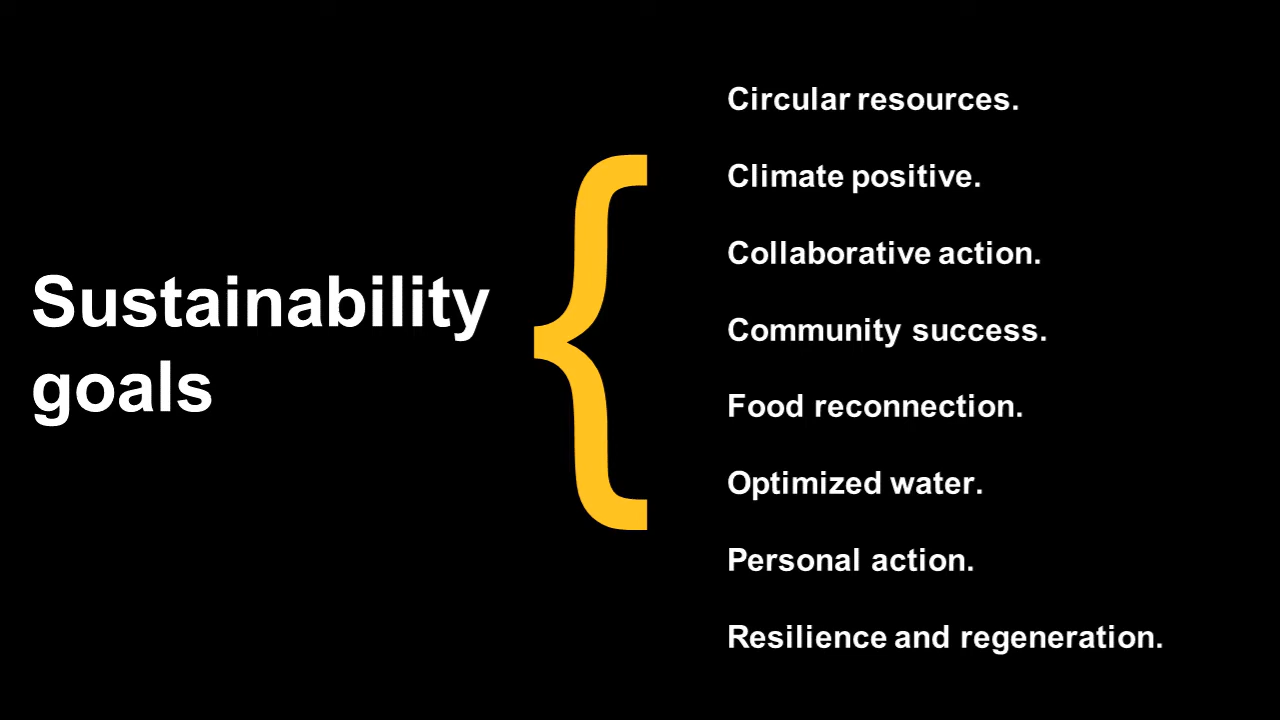 Sustainability
goals
Circular resources.
Climate positive.
Collaborative action.
Community success.
Food reconnection.
Optimized water.
Personal action.
Resilience and regeneration.